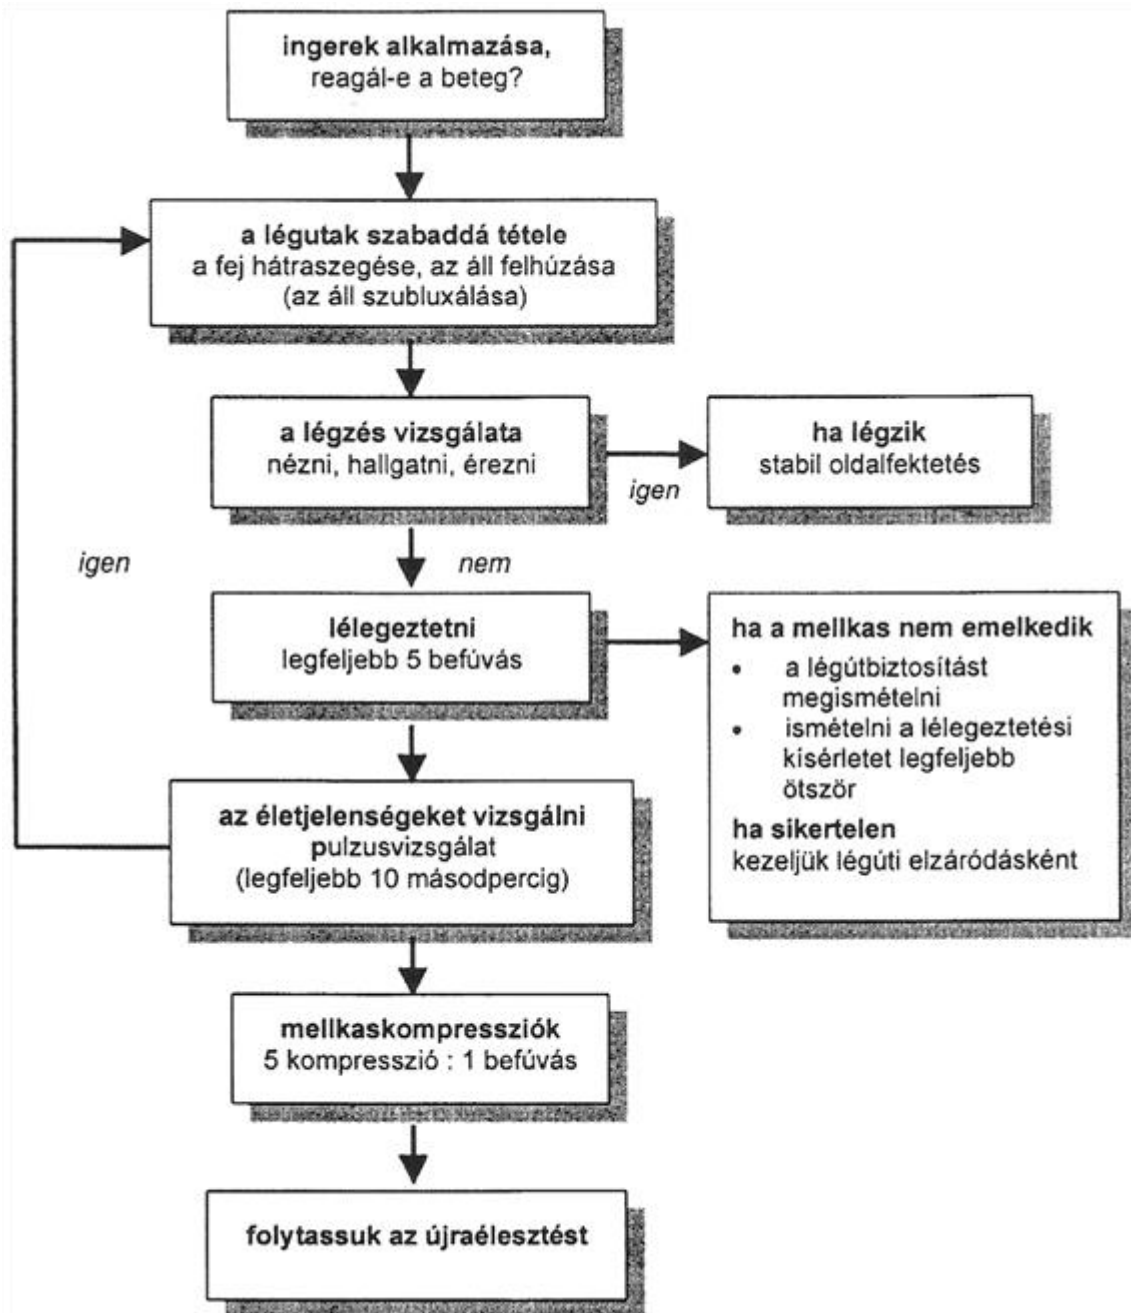 ingerek alkalmazása,
reagál-e a beteg?
a légutak szabaddá tétele
a fej hátraszegése, az áll felhúzása
(az áll szubluxálása)
a légzés vizsgálata
nézni, hallgatni, érezni
igen
ha légzik
stabil oldalfektetés
igen
nem
lélegeztetni
legfeljebb 5 befúvás
ha a mellkas nem emelkedik
• a légútbiztosítást
megismételni
• ismételni a lélegeztetési
kísérletet legfeljebb
ötször
ha sikertelen
kezeljük légúti elzáródásként
az életjelenségeket vizsgálni
pulzusvizsgálat
(legfeljebb 10 másodpercig)
mellkaskompressziók
5 kompresszió : 1 befúvás
folytassuk az újraélesztést